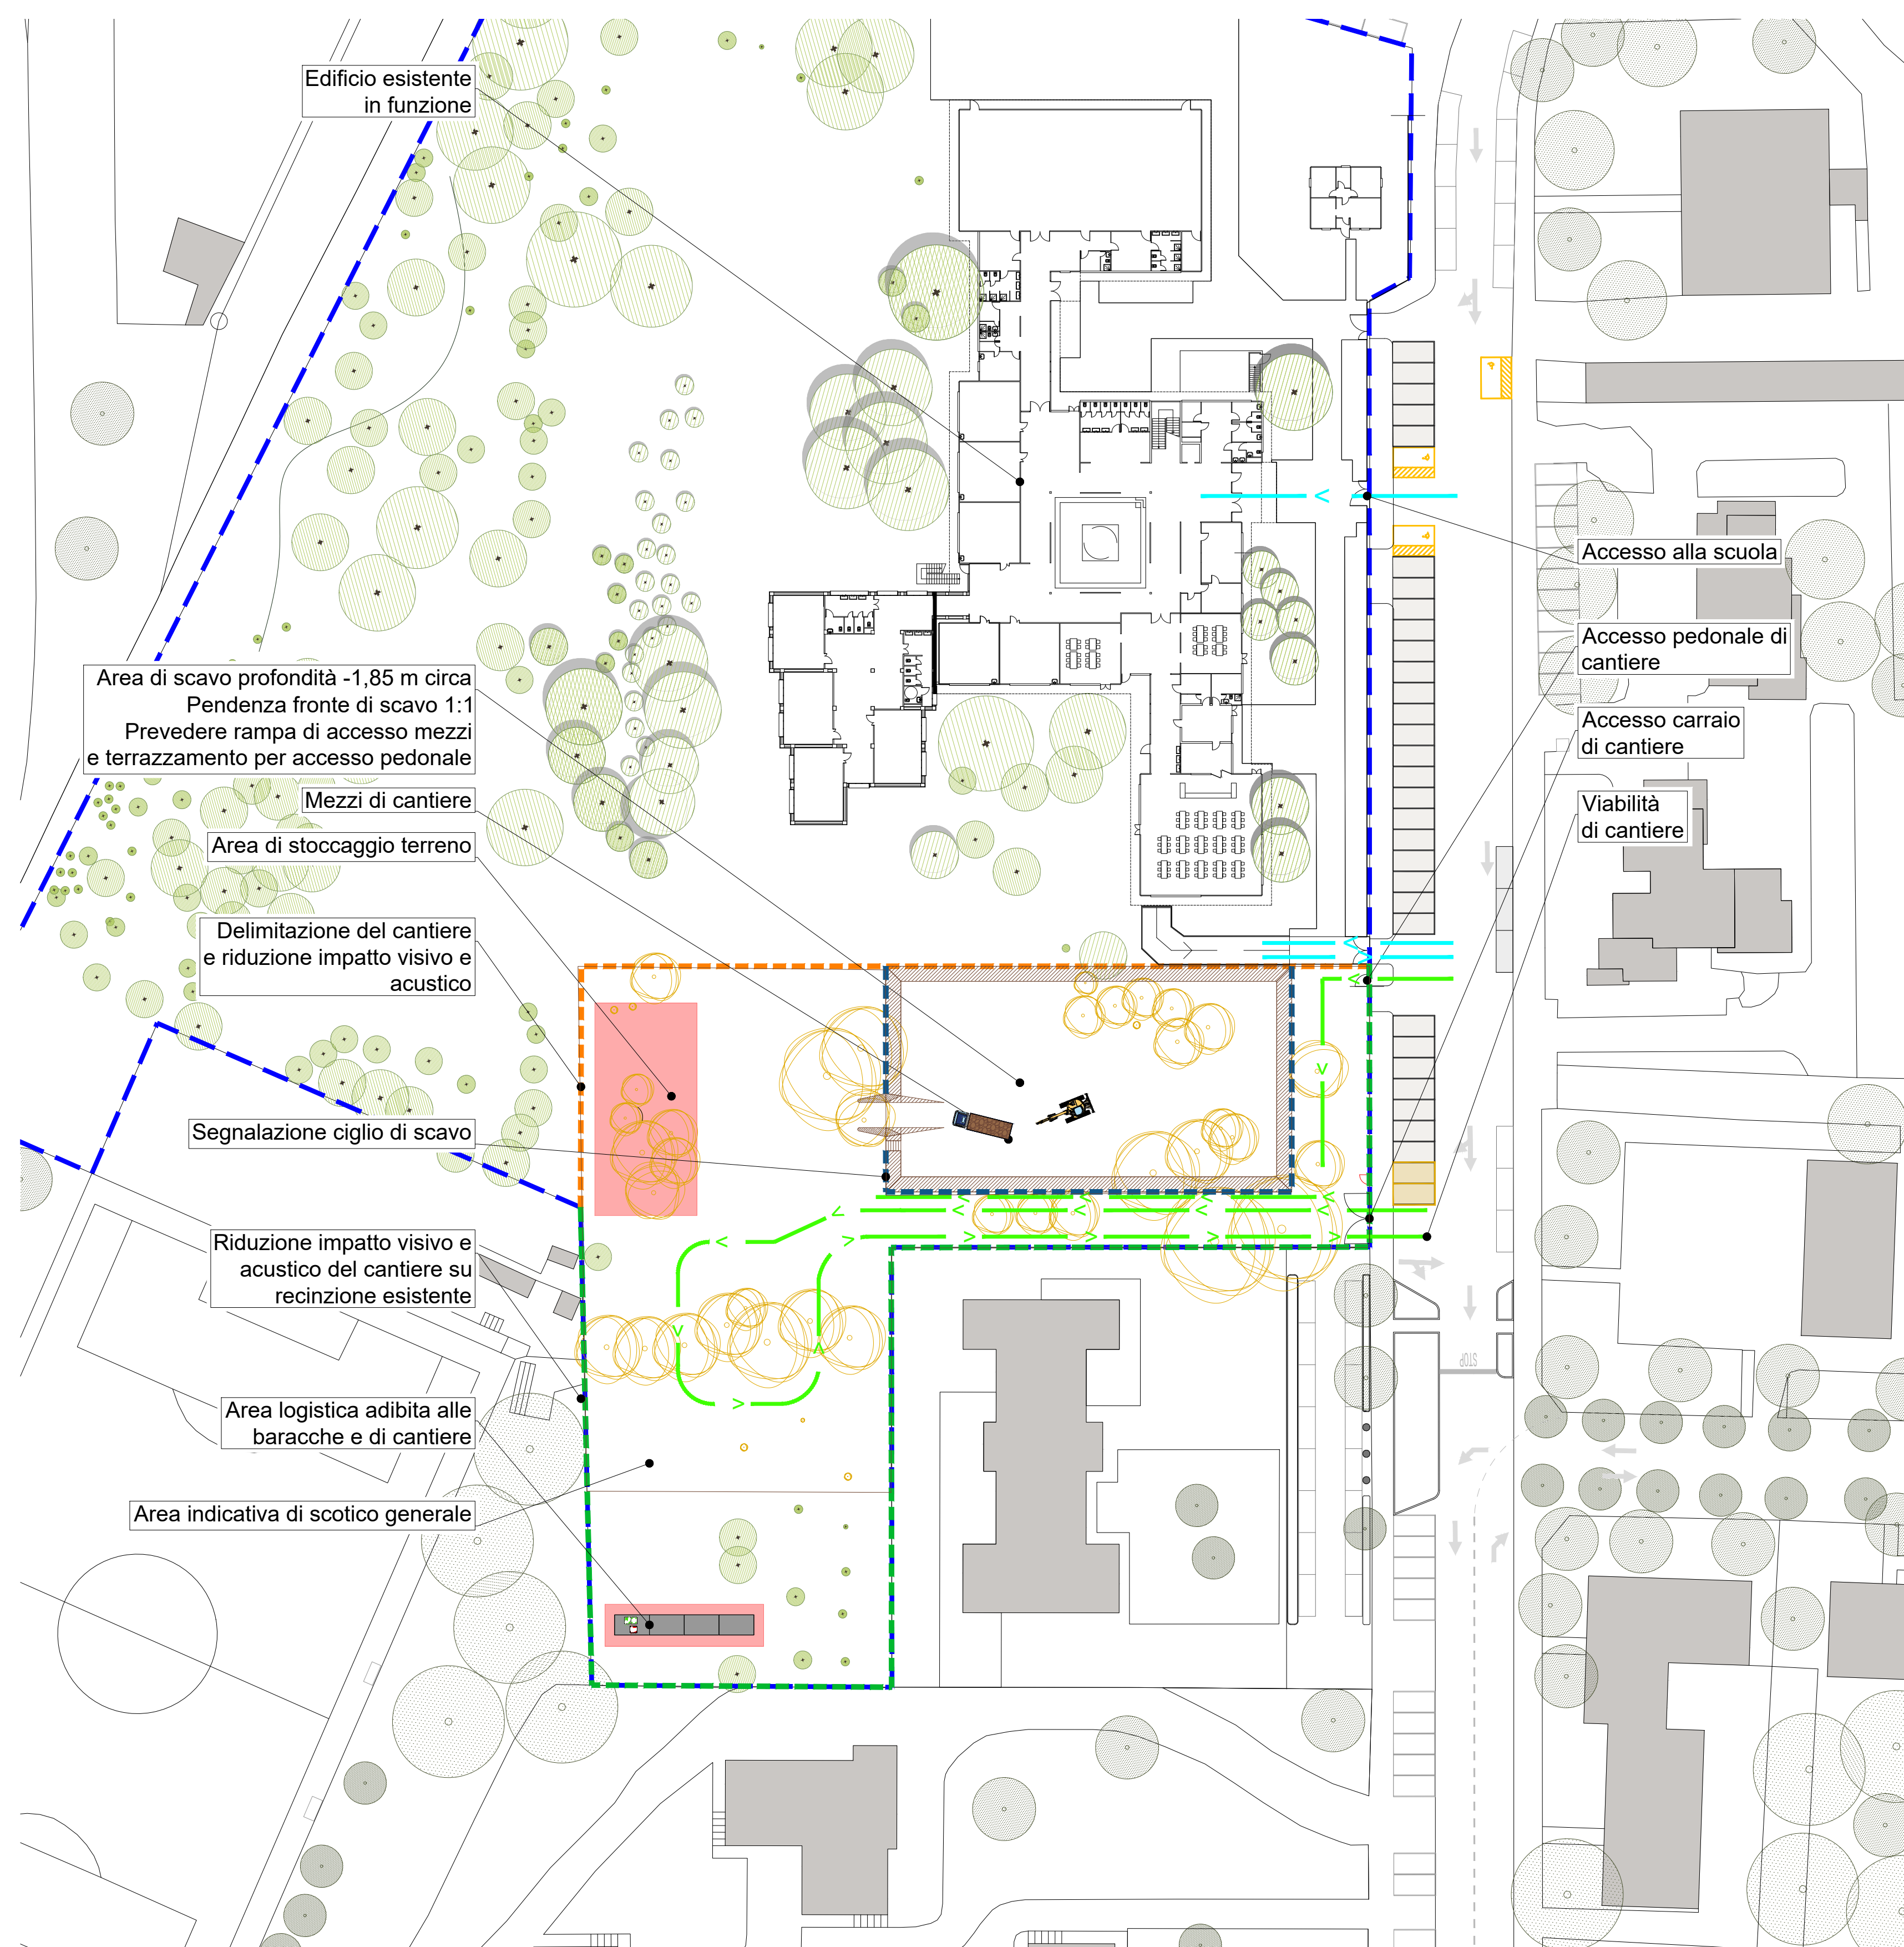 Edificio esistente
in funzione
Area di scavo profondità -1,85 m circa
Pendenza fronte di scavo 1:1
Prevedere rampa di accesso mezzi
e terrazzamento per accesso pedonale
Mezzi di cantiere
Area di stoccaggio terreno
Delimitazione del cantiere
e riduzione impatto visivo e
acustico
Segnalazione ciglio di scavo
Riduzione impatto visivo e
acustico del cantiere su
recinzione esistente
Area logistica adibita alle
baracche e di cantiere
Area indicativa di scotico generale
Accesso alla scuola
Accesso pedonale di
cantiere
Accesso carraio
di cantiere
Viabilità
di cantiere
STOP